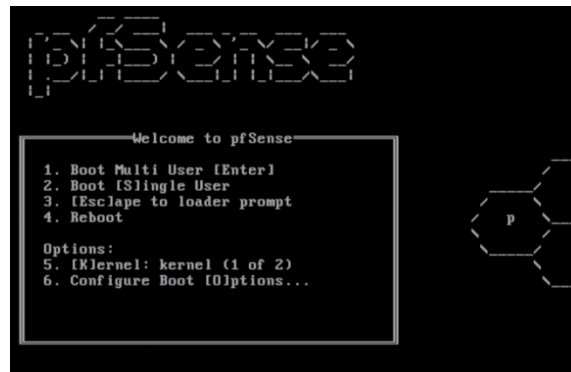 pfSense
Welcome to pfSense
1. Boot Multi User [Enter]
2. Boot [S]ingle User
3. [Esc]ape to loader prompt
4. Reboot
Options:
5. [K]ernel: kernel (1 of 2)
6. Configure Boot [O]ptions...
p